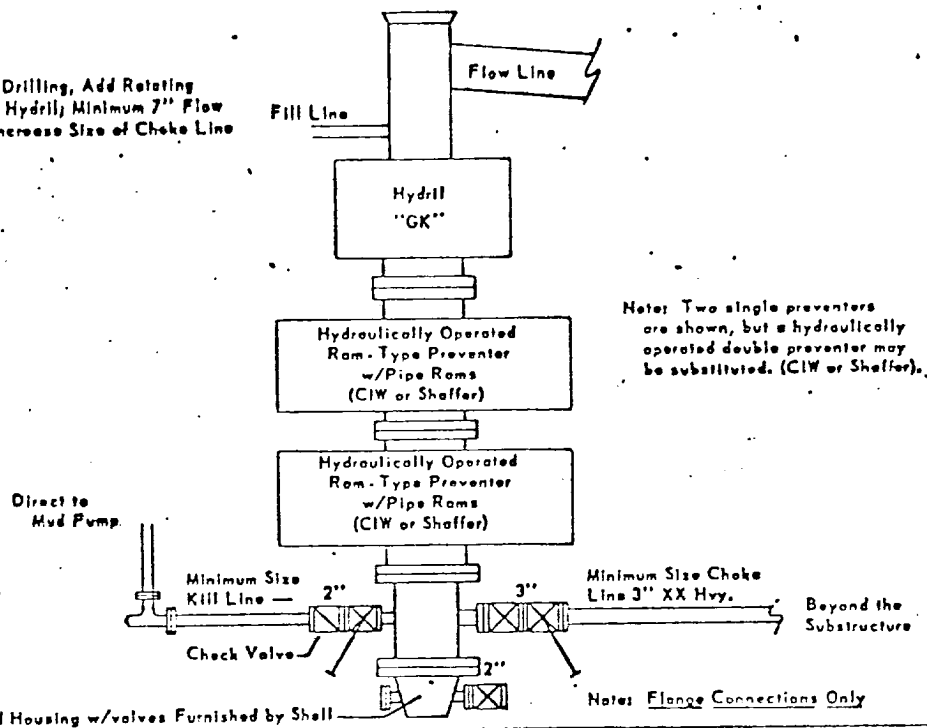 Drilling, Add Rotating
Hydril; Minimum 7" Flow
ncrease Size of Choke Line
Fill Line
Flow Line
Hydril
"GK"
Hydraulically Operated
Ram-Type Preventer
w/Pipe Rams
(CIW or Shaffer)
Note: Two single preventers
are shown, but a hydraulically
operated double preventer may
be substituted. (CIW or Shaffer).
Hydraulically Operated
Ram-Type Preventer
w/Pipe Rams
(CIW or Shaffer)
Direct to
Mud Pump
Minimum Size
Kill Line —
2"
3"
Minimum Size Choke
Line 3" XX Hvy.
Beyond the
Substructure
Check Valve
2"
l Housing w/valves Furnished by Shell
Note: Flange Connections Only